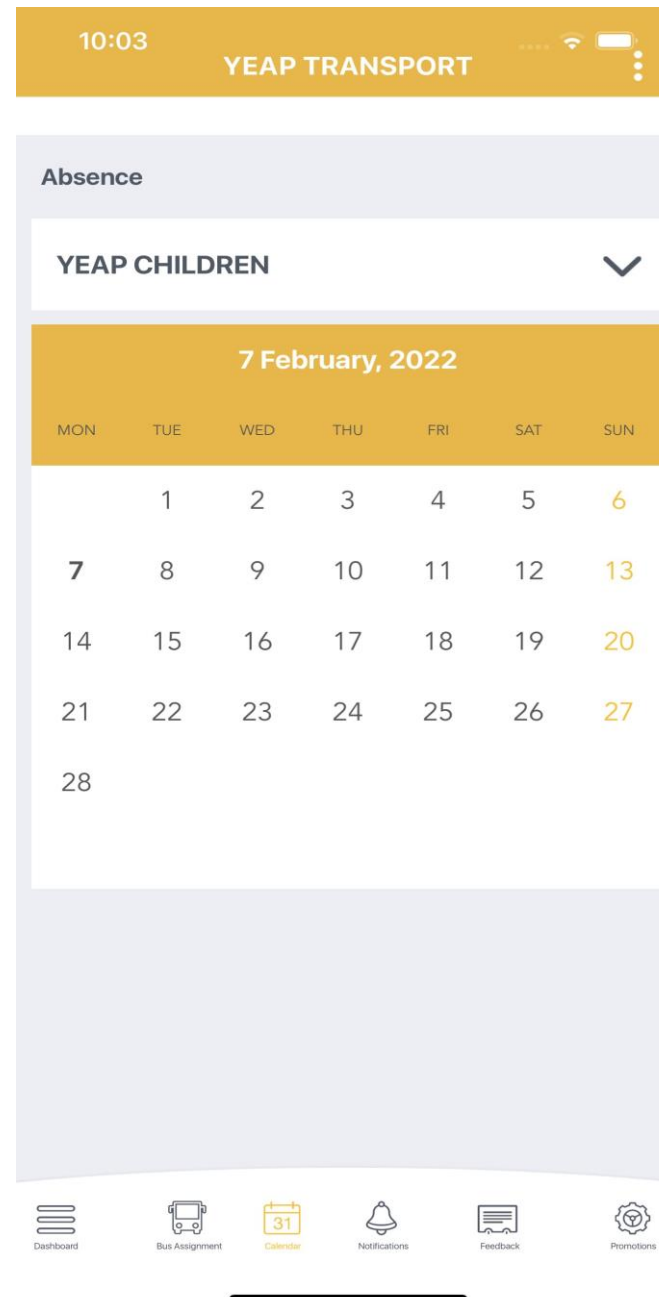 10:03
YEAP TRANSPORT
Absence
YEAP CHILDREN
7 February, 2022
MON TUE WED THU FRI SAT SUN
1 2 3 4 5 6
7 8 9 10 11 12 13
14 15 16 17 18 19 20
21 22 23 24 25 26 27
28
31
Dashboard Bus Assignment Calendar Notifications Feedback Promotions